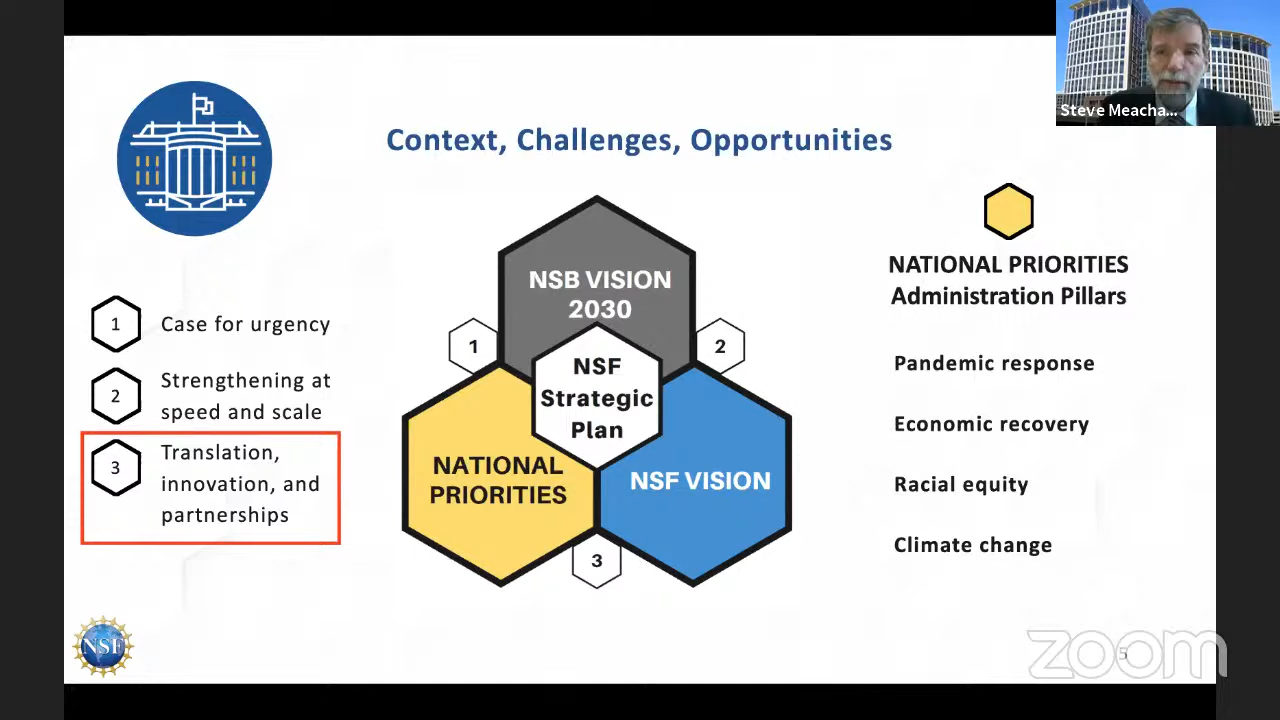 Steve Meacha...
Context, Challenges, Opportunities
1
Case for urgency
2
Strengthening at
speed and scale
3
Translation,
innovation, and
partnerships
NSB VISION
2030
1
2
NSF
Strategic
Plan
NATIONAL
PRIORITIES
NSF VISION
3
NATIONAL PRIORITIES
Administration Pillars
Pandemic response
Economic recovery
Racial equity
Climate change
NSF
zoom
5